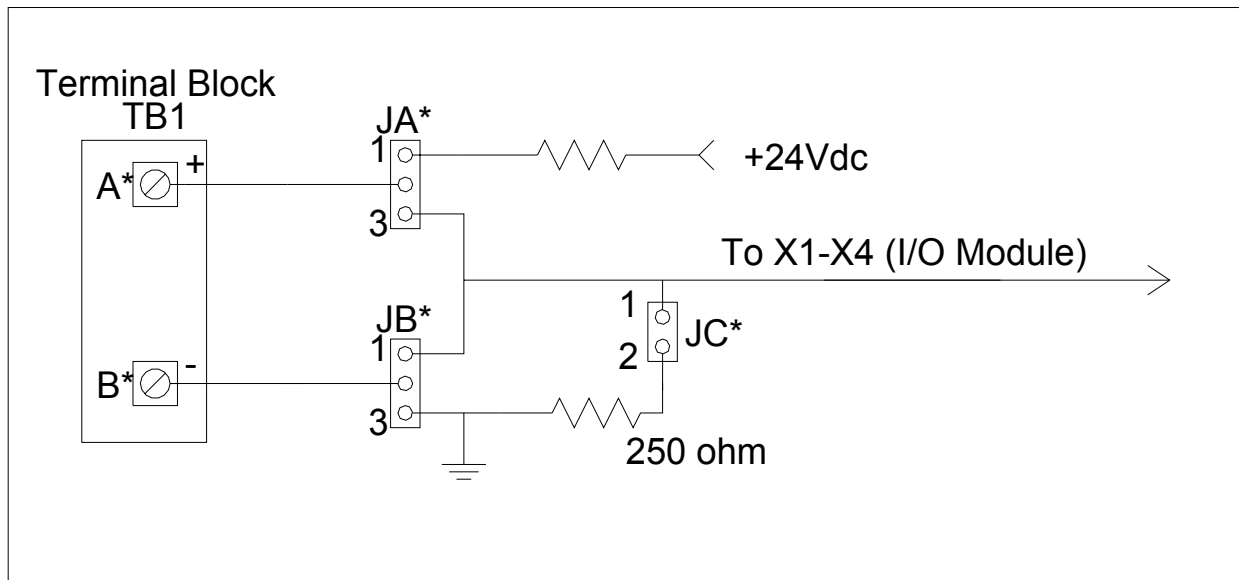 Terminal Block
TB1
JA*
1
+
+24Vdc
A*
3
To X1-X4 (I/O Module)
1
JB*
JC*
1
2
-
B*
3
250 ohm